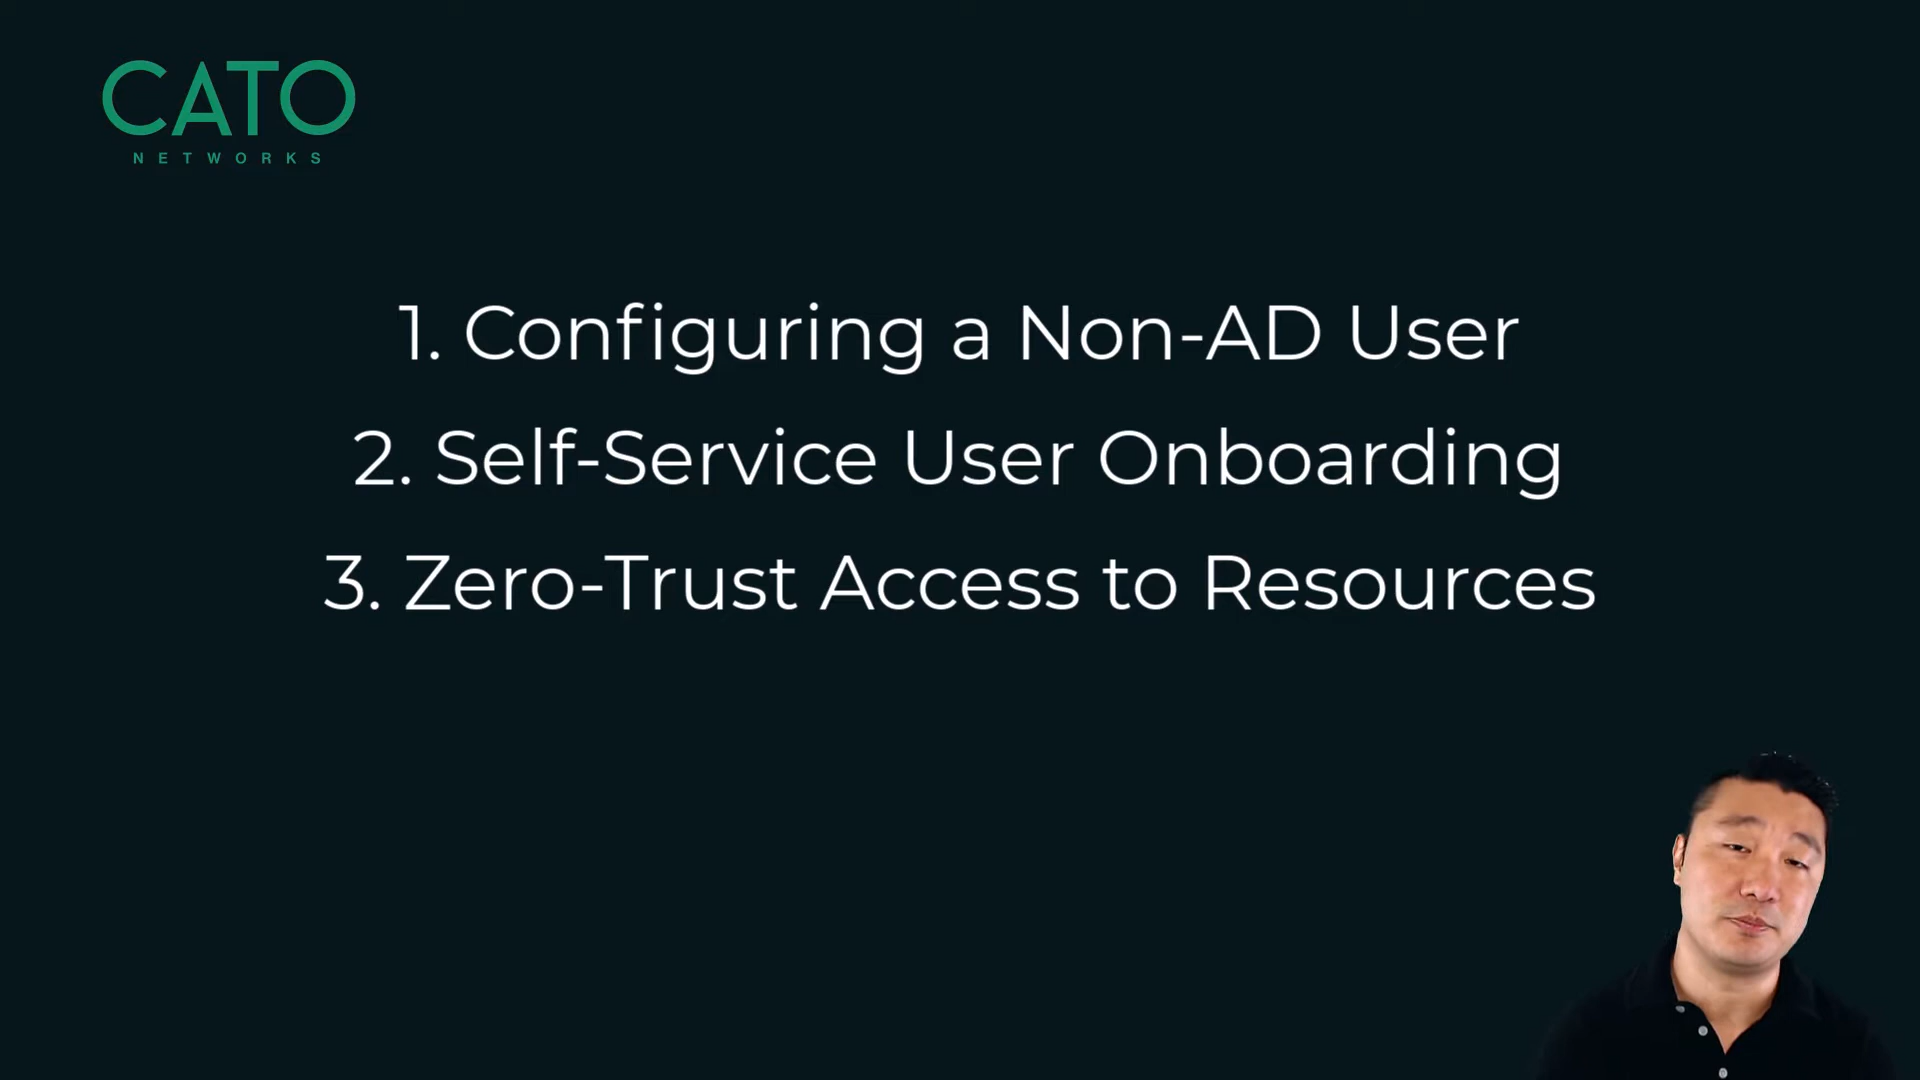 CATO
NETWORKS
1. Configuring a Non-AD User
2. Self-Service User Onboarding
3. Zero-Trust Access to Resources